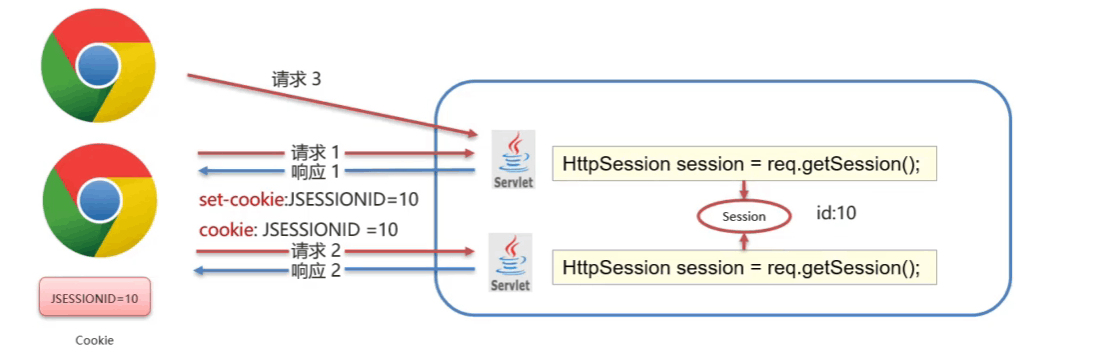 请求 3
请求 1
响应 1
set-cookie:JSESSIONID=10
cookie: JSESSIONID =10
请求 2
响应 2
JSESSIONID=10
Cookie
Servlet
HttpSession session = req.getSession();
Session
id:10
Servlet
HttpSession session = req.getSession();